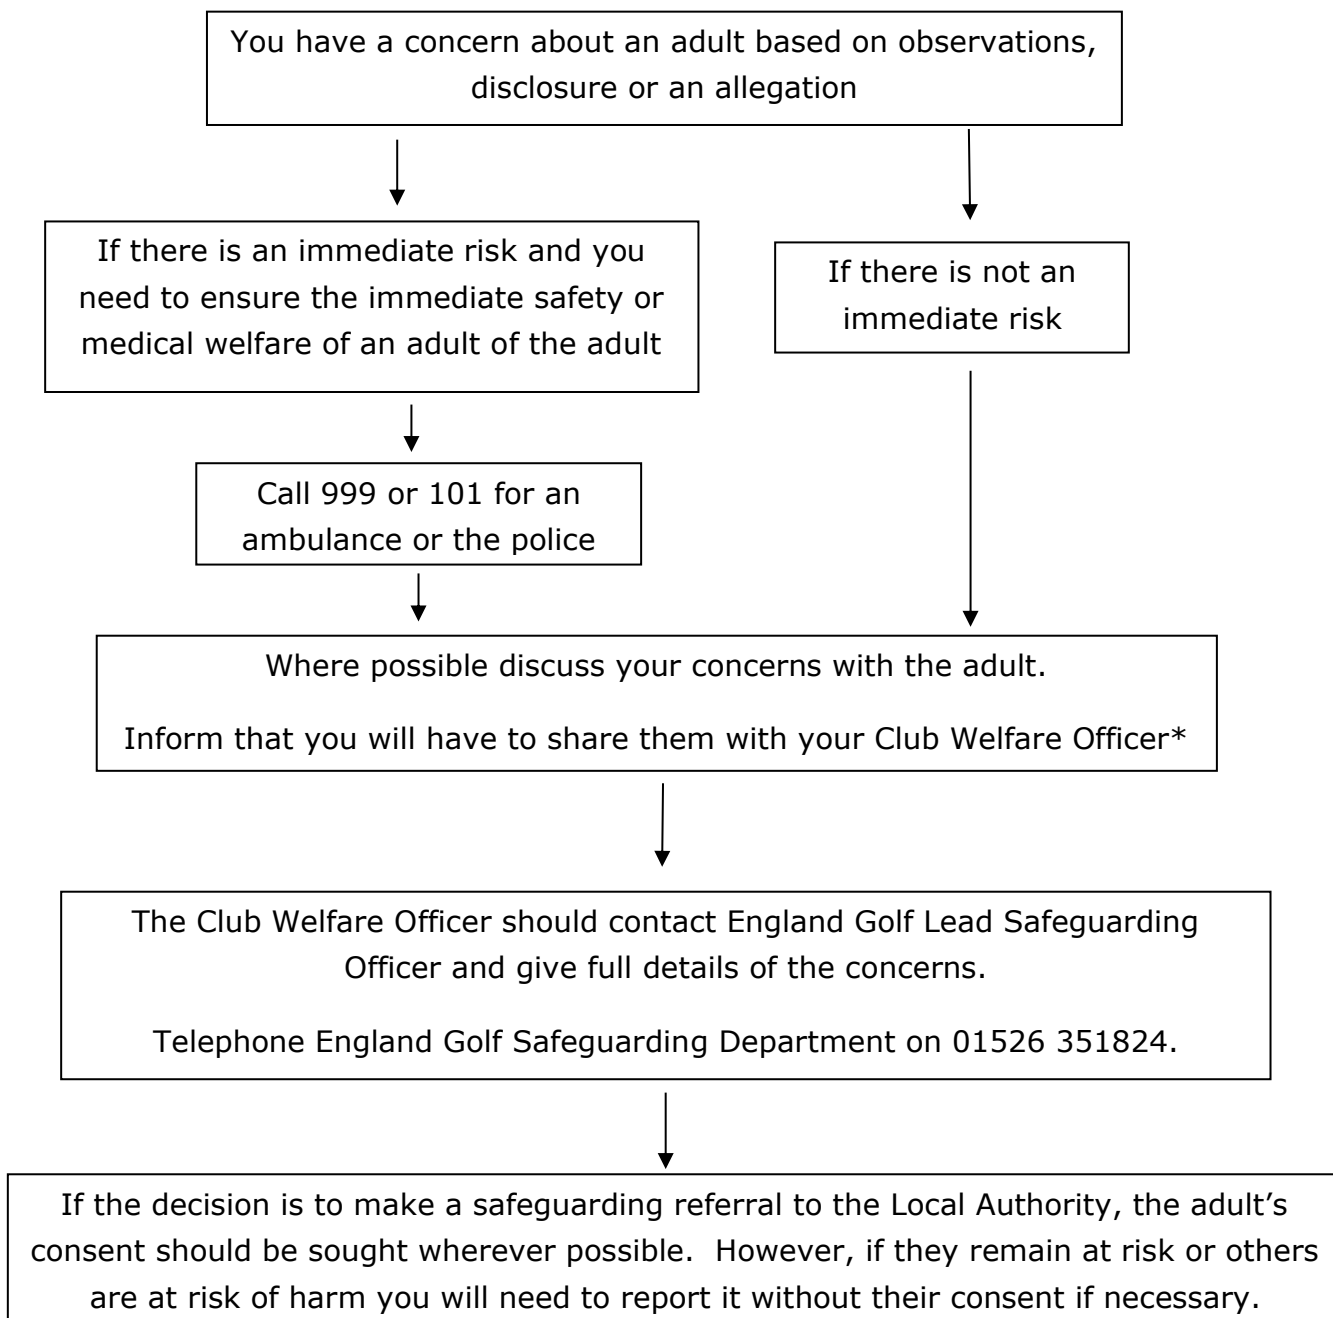 You have a concern about an adult based on observations,
disclosure or an allegation
If there is an immediate risk and you
need to ensure the immediate safety or
medical welfare of an adult of the adult
If there is not an
immediate risk
Call 999 or 101 for an
ambulance or the police
Where possible discuss your concerns with the adult.
Inform that you will have to share them with your Club Welfare Officer*
The Club Welfare Officer should contact England Golf Lead Safeguarding
Officer and give full details of the concerns.
Telephone England Golf Safeguarding Department on 01526 351824.
If the decision is to make a safeguarding referral to the Local Authority, the adult’s
consent should be sought wherever possible.  However, if they remain at risk or others
are at risk of harm you will need to report it without their consent if necessary.